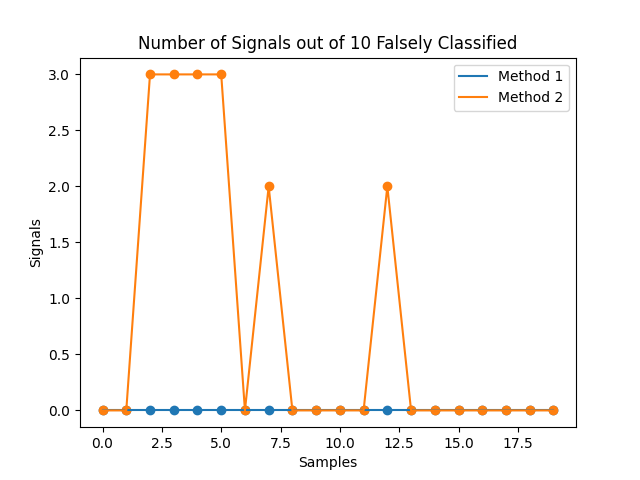 Number of Signals out of 10 Falsely Classified
Method 1
Method 2
3.0
2.5
2.0
1.5
1.0
0.5
0.0
Signals
0.0 2.5 5.0 7.5 10.0 12.5 15.0 17.5
Samples